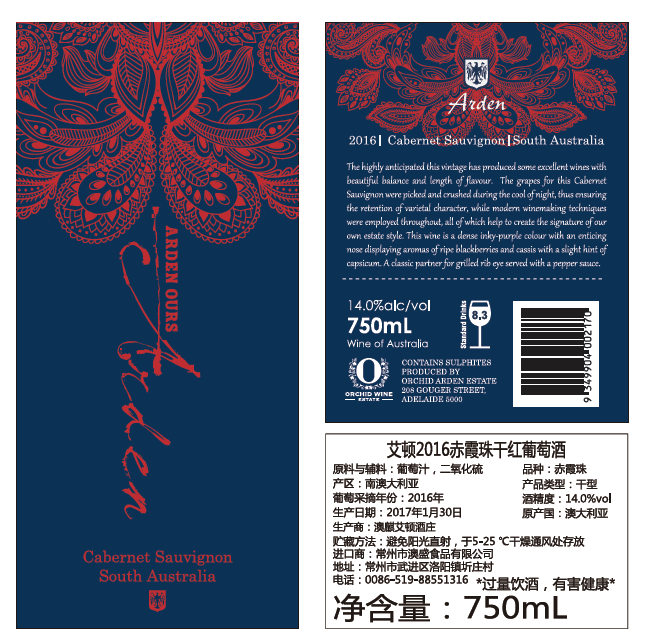 ARDEN OURS
Arden
Cabernet Sauvignon
South Australia
Arden
2016| Cabernet Sauvignon|South Australia
The highly anticipated this vintage has produced some excellent wines with
beautiful balance and length of flavour. The grapes for this Cabernet
Sauvignon were picked and crushed during the cool of night, thus ensuring
the retention of varietal character, while modern winemaking techniques
were employed throughout, all of which help to create the signature of our
own estate style. This wine is a dense inky-purple colour with an enticing
nose displaying aromas of ripe blackberries and cassis with a slight hint of
capsicum. A classic partner for grilled rib eye served with a pepper sauce.
14.0%alc/vol
750mL
Wine of Australia
Standard Drinks
8.3
O
ORCHID WINE
ESTATE
CONTAINS SULPHITES
PRODUCED BY
ORCHID ARDEN ESTATE
208 GOUGER STREET,
ADELAIDE 5000
9 349904 002170
艾顿2016赤霞珠干红葡萄酒
原料与辅料：葡萄汁，二氧化硫 品种：赤霞珠
产区：南澳大利亚 产品类型：干型
葡萄采摘年份：2016年 酒精度：14.0%vol
生产日期：2017年1月30日 原产国：澳大利亚
生产商：澳麒艾顿酒庄
贮藏方法：避免阳光直射，于5-25 ℃干燥通风处存放
进口商：常州市澳盛食品有限公司
地址：常州市武进区洛阳镇圻庄村
电话：0086-519-88551316 *过量饮酒，有害健康*
净含量：750mL